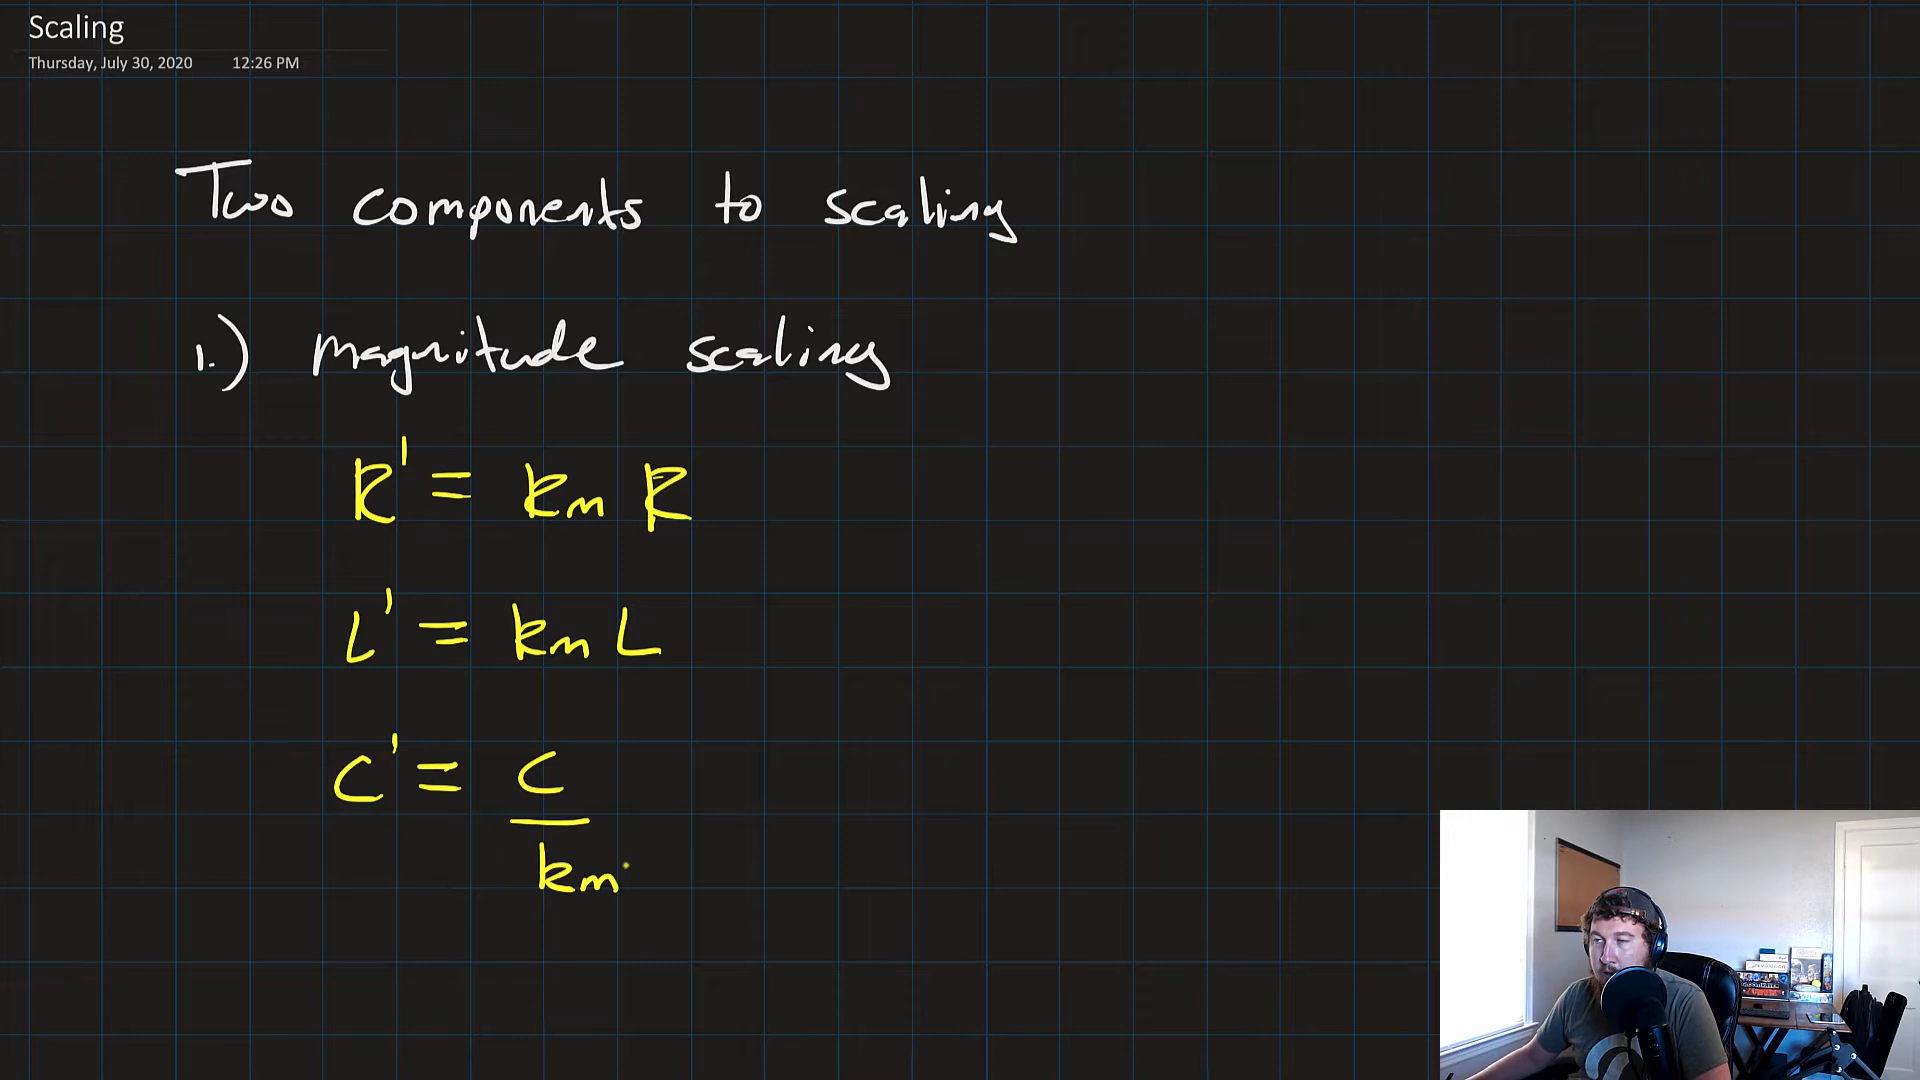 Scaling
Thursday, July 30, 2020 12:26 PM
Two components to scaling
1.) magnitude scaling
R' = km R
L' = km L
C' = C
km